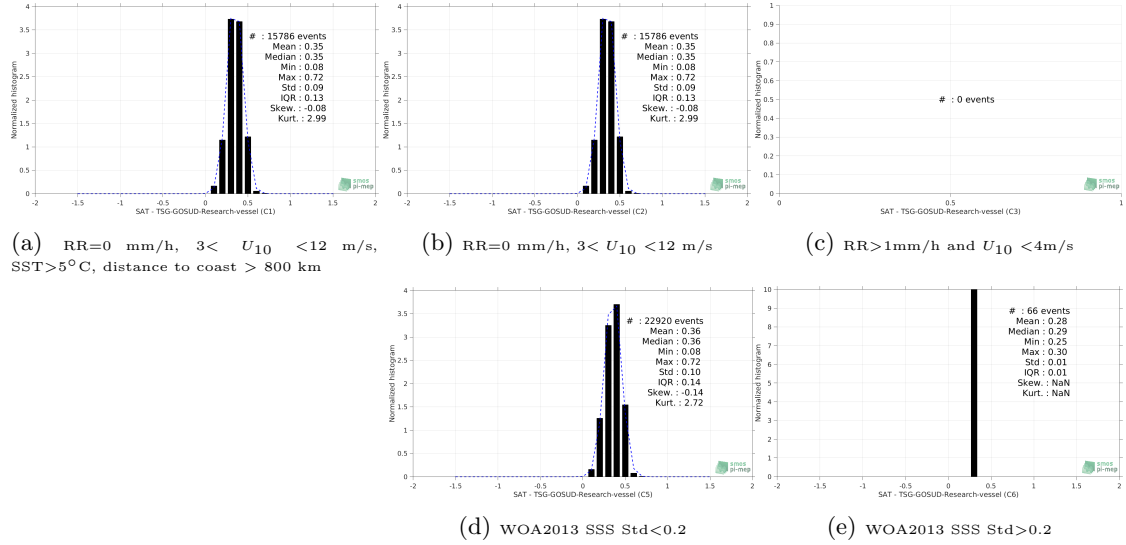 4
3.5
3
2.5
2
1.5
1
0.5
0
Normalized histogram
# : 15786 events
Mean : 0.35
Median : 0.35
Min : 0.08
Max : 0.72
Std : 0.09
IQR : 0.13
Skew. : -0.08
Kurt. : 2.99
smos
pi-mep
-2 -1.5 -1 -0.5 0 0.5 1 1.5 2
SAT - TSG-GOSUD-Research-vessel (C1)
(a) RR=0 mm/h, 3< U10 <12 m/s,
SST>5°C, distance to coast > 800 km
4
3.5
3
2.5
2
1.5
1
0.5
0
Normalized histogram
# : 15786 events
Mean : 0.35
Median : 0.35
Min : 0.08
Max : 0.72
Std : 0.09
IQR : 0.13
Skew. : -0.08
Kurt. : 2.99
smos
pi-mep
-2 -1.5 -1 -0.5 0 0.5 1 1.5 2
SAT - TSG-GOSUD-Research-vessel (C2)
(b) RR=0 mm/h, 3< U10 <12 m/s
1
0.9
0.8
0.7
0.6
0.5
0.4
0.3
0.2
0.1
0
Normalized histogram
# : 0 events
smos
pi-mep
0 0.5 1
SAT - TSG-GOSUD-Research-vessel (C3)
(c) RR>1mm/h and U10 <4m/s
4
3.5
3
2.5
2
1.5
1
0.5
0
Normalized histogram
# : 22920 events
Mean : 0.36
Median : 0.36
Min : 0.08
Max : 0.72
Std : 0.10
IQR : 0.14
Skew. : -0.14
Kurt. : 2.72
smos
pi-mep
-2 -1.5 -1 -0.5 0 0.5 1 1.5 2
SAT - TSG-GOSUD-Research-vessel (C5)
(d) WOA2013 SSS Std<0.2
10
9
8
7
6
5
4
3
2
1
0
Normalized histogram
# : 66 events
Mean : 0.28
Median : 0.29
Min : 0.25
Max : 0.30
Std : 0.01
IQR : 0.01
Skew. : NaN
Kurt. : NaN
smos
pi-mep
-2 -1.5 -1 -0.5 0 0.5 1 1.5 2
SAT - TSG-GOSUD-Research-vessel (C6)
(e) WOA2013 SSS Std>0.2